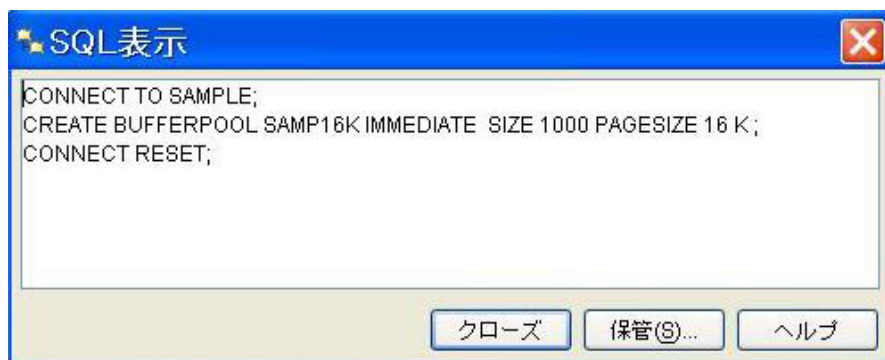 SQL表示
CONNECT TO SAMPLE;
CREATE BUFFERPOOL SAMP16K IMMEDIATE  SIZE 1000 PAGESIZE 16 K ;
CONNECT RESET;
クローズ
保管(S)...
ヘルプ